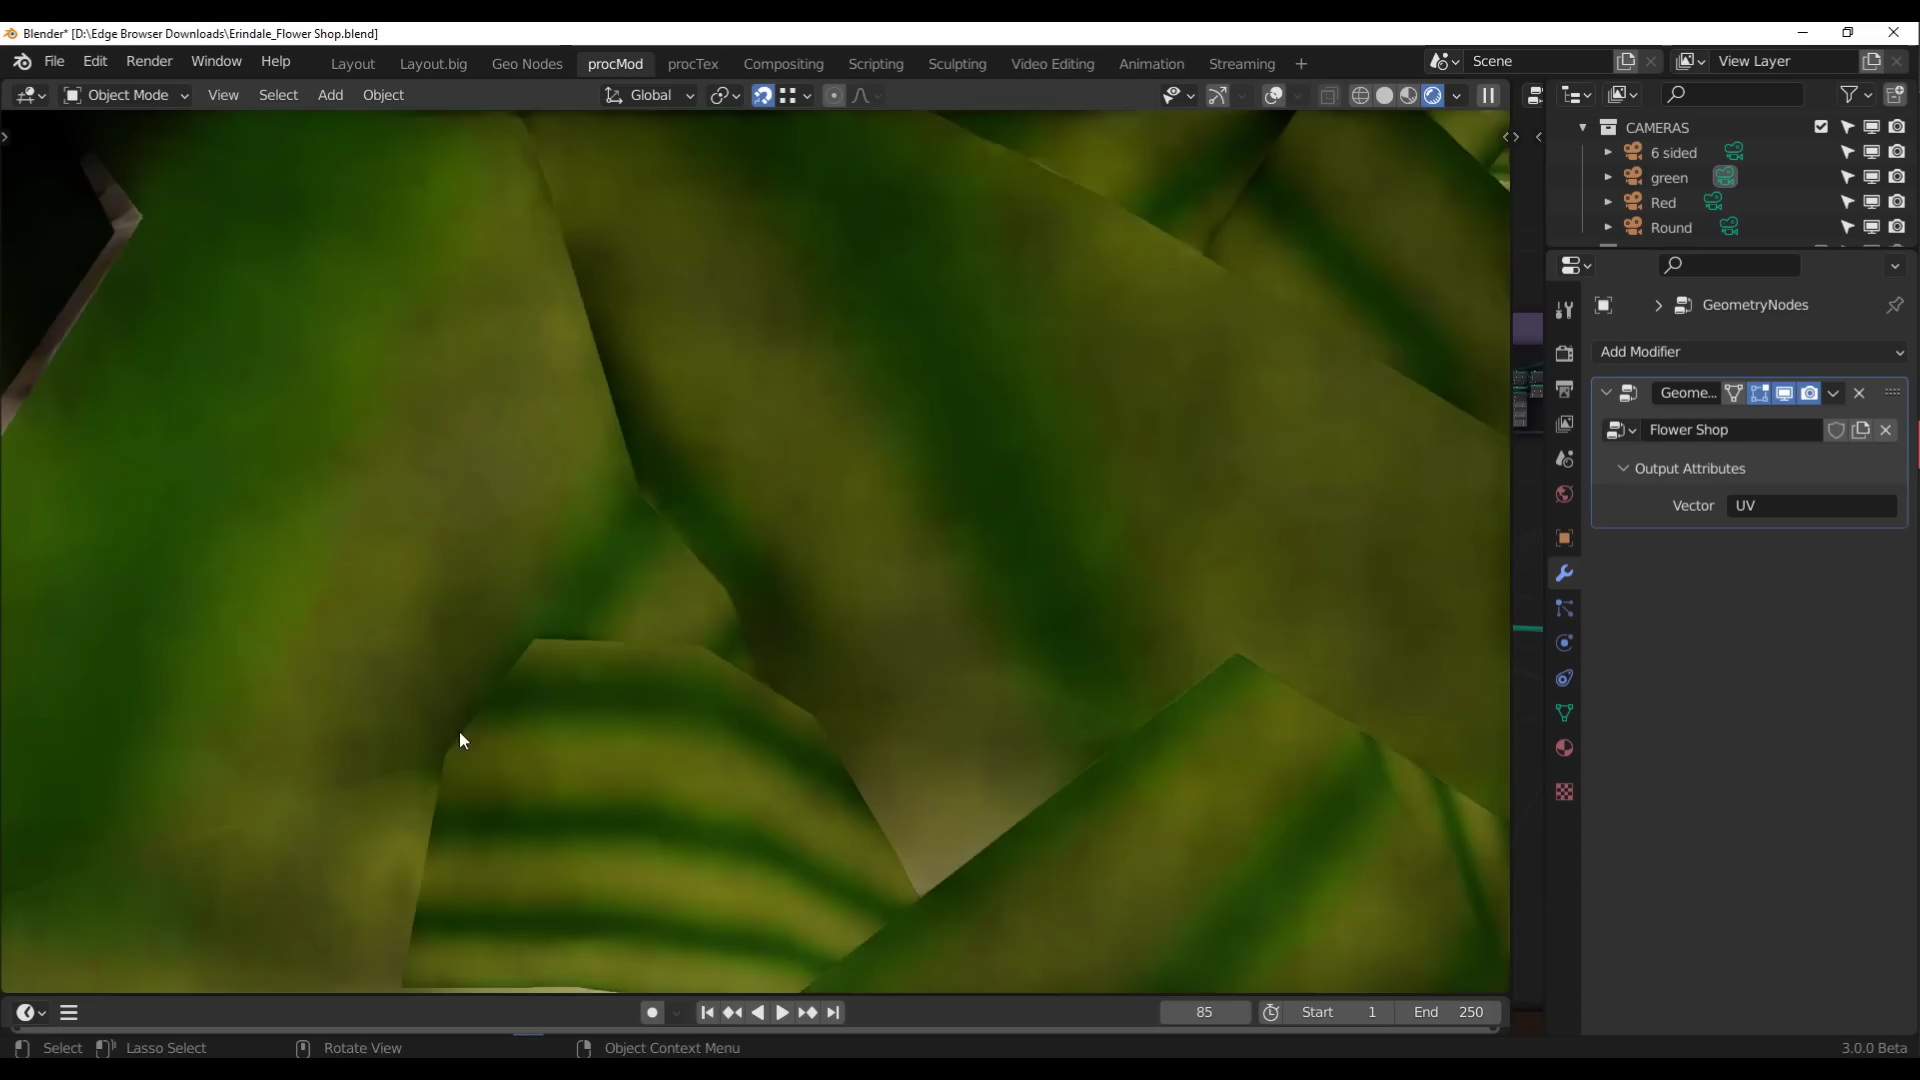 Blender* [D:\Edge Browser Downloads\Erindale_Flower Shop.blend]
File Edit Render Window Help Layout Layout.big Geo Nodes procMod procTex Compositing Scripting Sculpting Video Editing Animation Streaming + Scene View Layer
Object Mode View Select Add Object Global
CAMERAS
6 sided
green
Red
Round
GeometryNodes
Add Modifier
Geome...
Flower Shop
Output Attributes
Vector UV
85 Start 1 End 250
Select Lasso Select Rotate View Object Context Menu 3.0.0 Beta